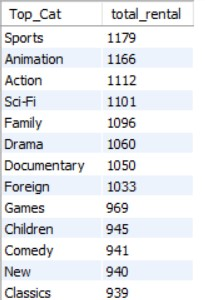 Top_Cat total_rental
Sports 1179
Animation 1166
Action 1112
Sci-Fi 1101
Family 1096
Drama 1060
Documentary 1050
Foreign 1033
Games 969
Children 945
Comedy 941
New 940
Classics 939